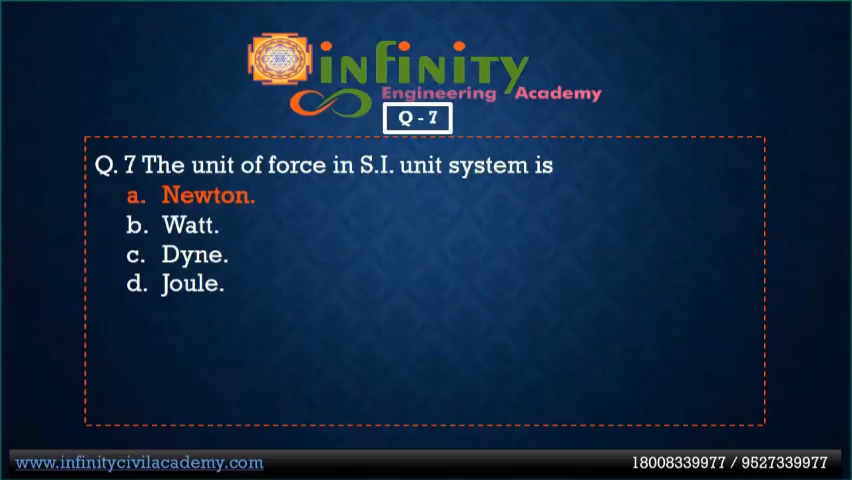 infinity
Engineering Academy
Q - 7
Q. 7 The unit of force in S.I. unit system is
a. Newton.
b. Watt.
c. Dyne.
d. Joule.
www.infinitycivilacademy.com
18008339977 / 9527339977